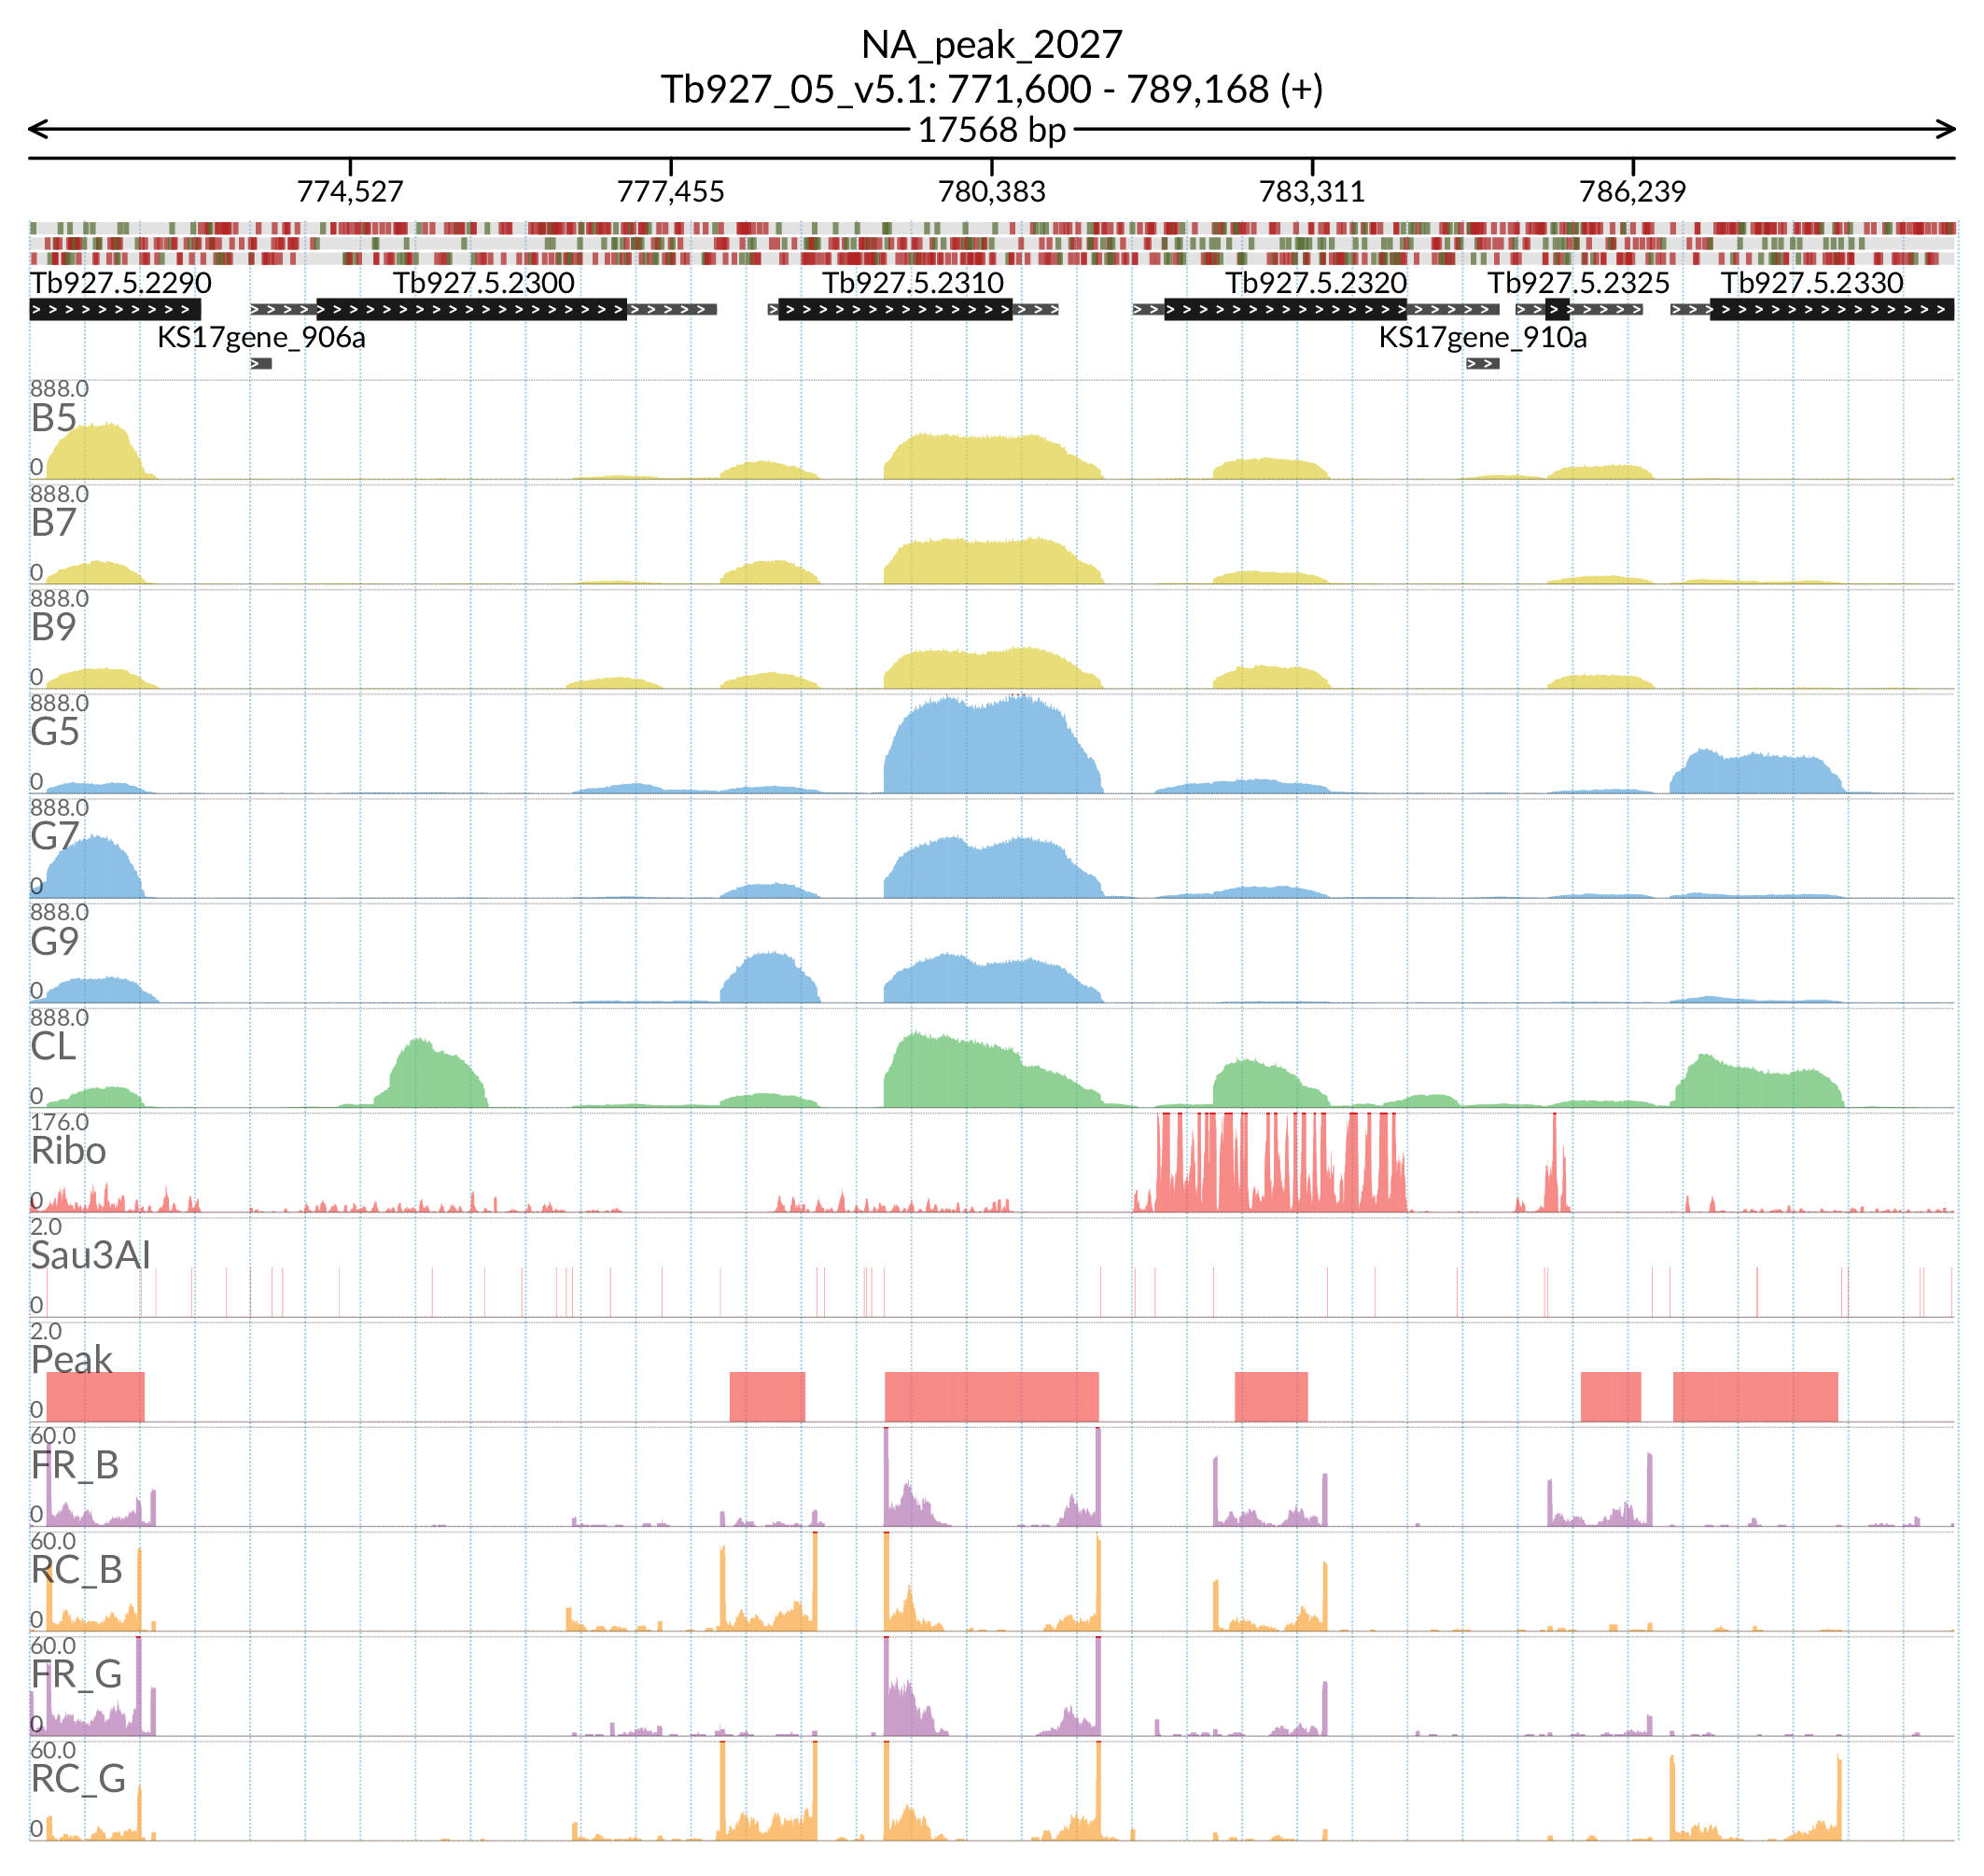 NA_peak_2027
Tb927_05_v5.1: 771,600 - 789,168 (+)
17568 bp
774,527 777,455 780,383 783,311 786,239
Tb927.5.2290 Tb927.5.2300 Tb927.5.2310 Tb927.5.2320 Tb927.5.2325 Tb927.5.2330
KS17gene_906a KS17gene_910a
888.0
B5
0
888.0
B7
0
888.0
B9
0
888.0
G5
0
888.0
G7
0
888.0
G9
0
888.0
CL
0
176.0
Ribo
0
2.0
Sau3AI
0
2.0
Peak
0
60.0
FR_B
0
60.0
RC_B
0
60.0
FR_G
0
60.0
RC_G
0